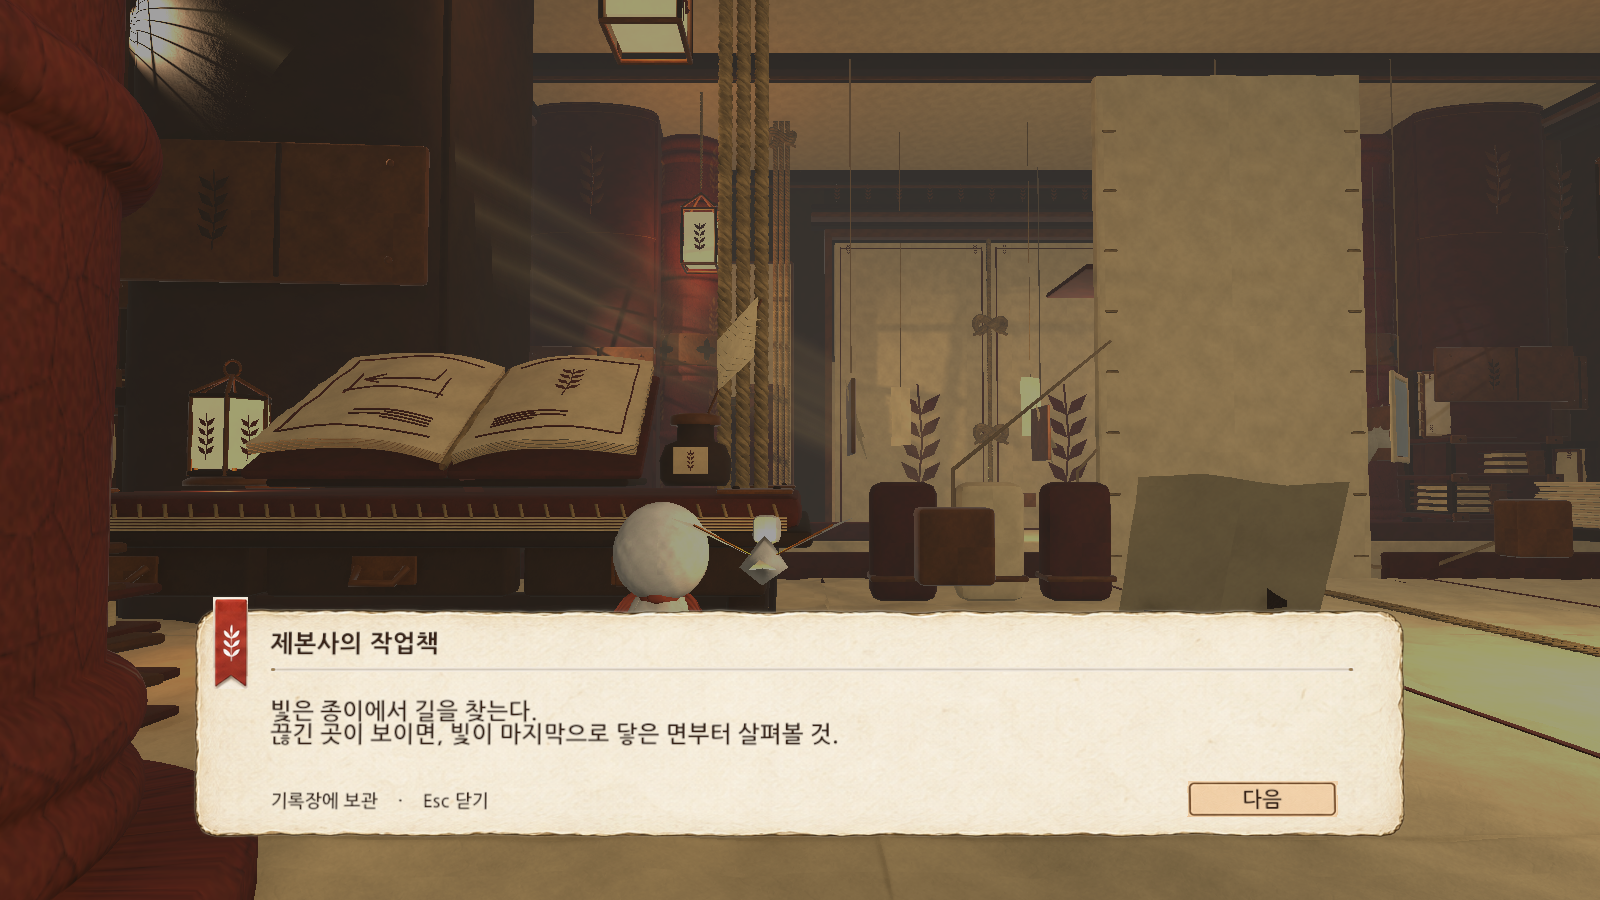 제본사의 작업책
빛은 종이에서 길을 찾는다.
끊긴 곳이 보이면, 빛이 마지막으로 닿은 면부터 살펴볼 것.
기록장에 보관 · Esc 닫기
다음